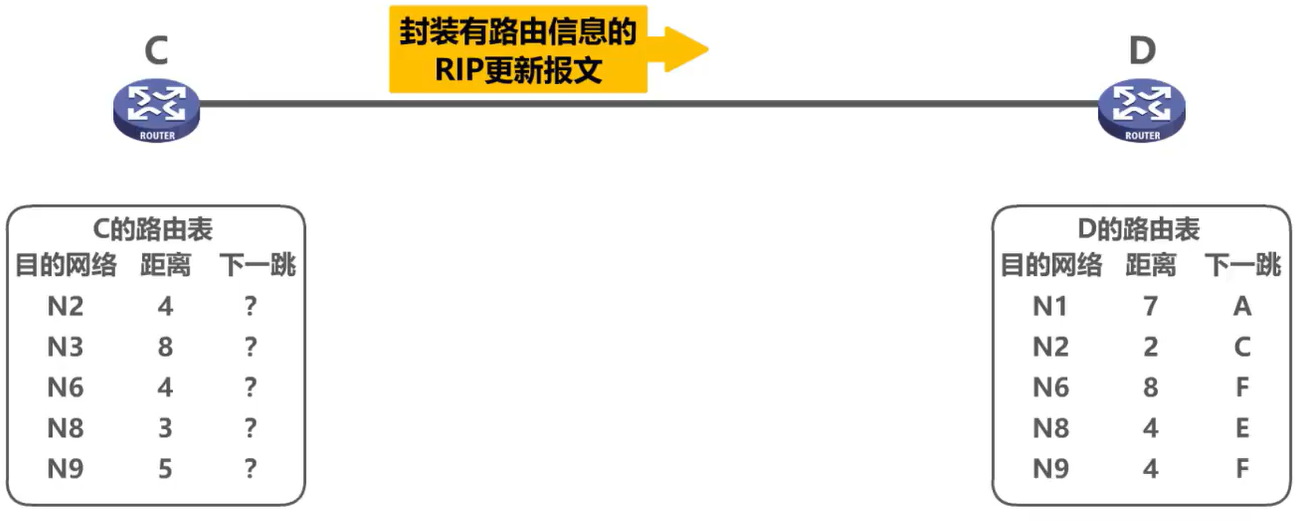 封装有路由信息的
RIP更新报文
C
D
ROUTER
ROUTER
C的路由表
目的网络 距离 下一跳
N2 4 ?
N3 8 ?
N6 4 ?
N8 3 ?
N9 5 ?
D的路由表
目的网络 距离 下一跳
N1 7 A
N2 2 C
N6 8 F
N8 4 E
N9 4 F